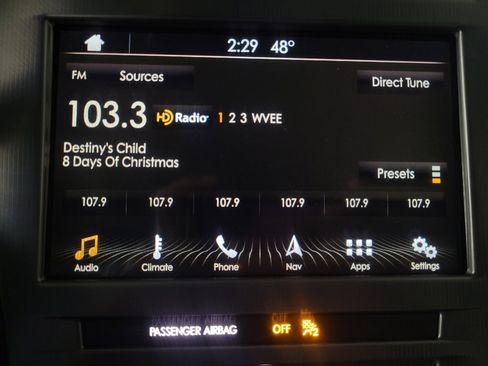 2:29 48°
FM Sources
Direct Tune
103.3 HD Radio 1 2 3 WVEE
Destiny's Child
8 Days Of Christmas
Presets
107.9 107.9 107.9 107.9 107.9 107.9
Audio Climate Phone Nav Apps Settings
PASSENGER AIRBAG OFF 2